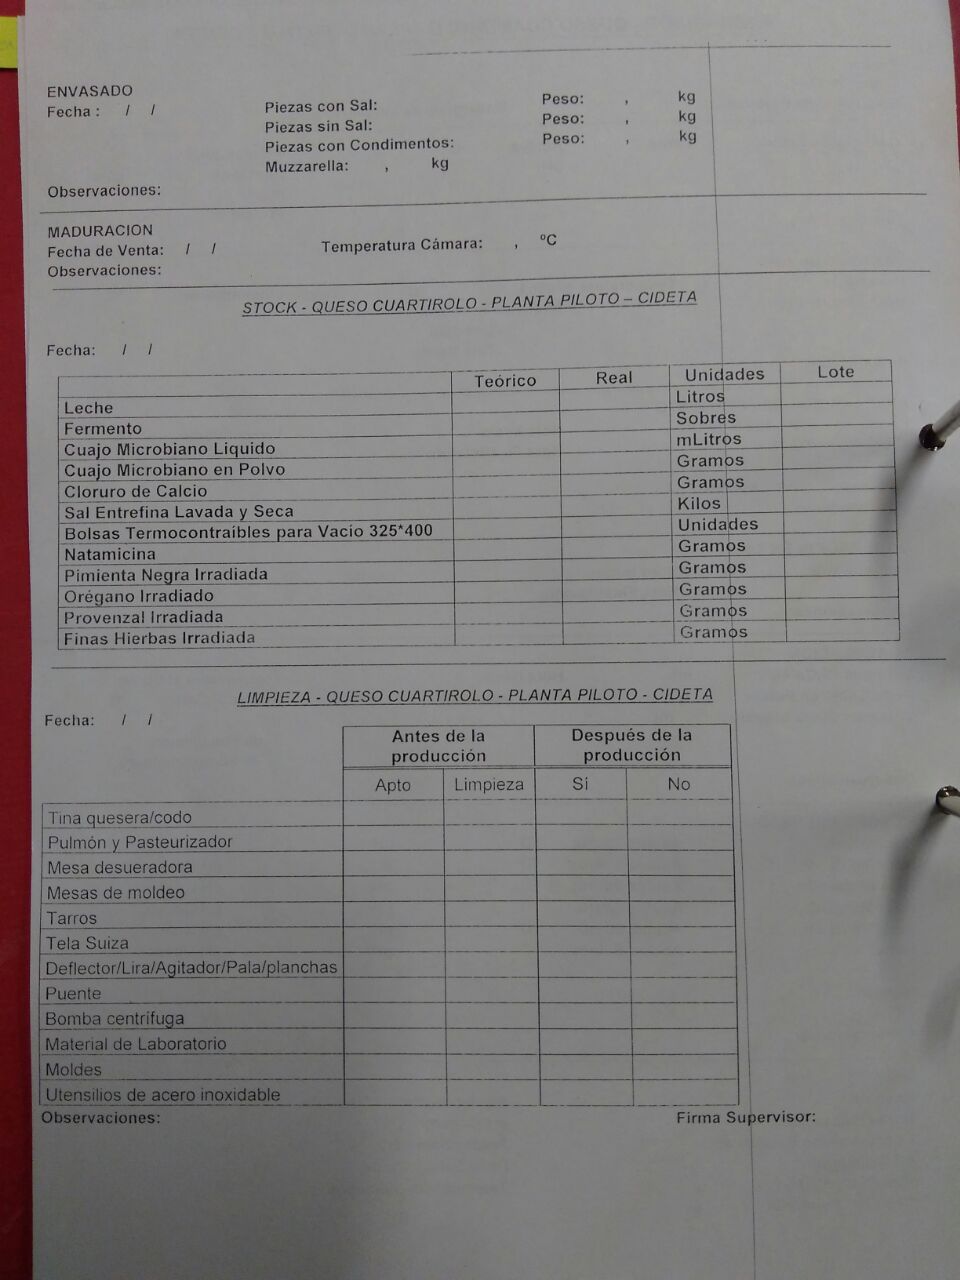 ENVASADO
Fecha : / /
Piezas con Sal: Peso: , kg
Piezas sin Sal: Peso: , kg
Piezas con Condimentos: Peso: , kg
Muzzarella: , kg
Observaciones:
MADURACION
Fecha de Venta: / / Temperatura Cámara: , ºC
Observaciones:
STOCK - QUESO CUARTIROLO - PLANTA PILOTO – CIDETA
Fecha: / /
Teórico Real Unidades Lote
Leche Litros
Fermento Sobres
Cuajo Microbiano Liquido mLitros
Cuajo Microbiano en Polvo Gramos
Cloruro de Calcio Gramos
Sal Entrefina Lavada y Seca Kilos
Bolsas Termocontraíbles para Vacio 325*400 Unidades
Natamicina Gramos
Pimienta Negra Irradiada Gramos
Orégano Irradiado Gramos
Provenzal Irradiada Gramos
Finas Hierbas Irradiada Gramos
LIMPIEZA - QUESO CUARTIROLO - PLANTA PILOTO - CIDETA
Fecha: / /
Antes de la producción Después de la producción
Apto Limpieza Sí No
Tina quesera/codo
Pulmón y Pasteurizador
Mesa desueradora
Mesas de moldeo
Tarros
Tela Suiza
Deflector/Lira/Agitador/Pala/planchas
Puente
Bomba centrífuga
Material de Laboratorio
Moldes
Utensilios de acero inoxidable
Observaciones: Firma Supervisor: